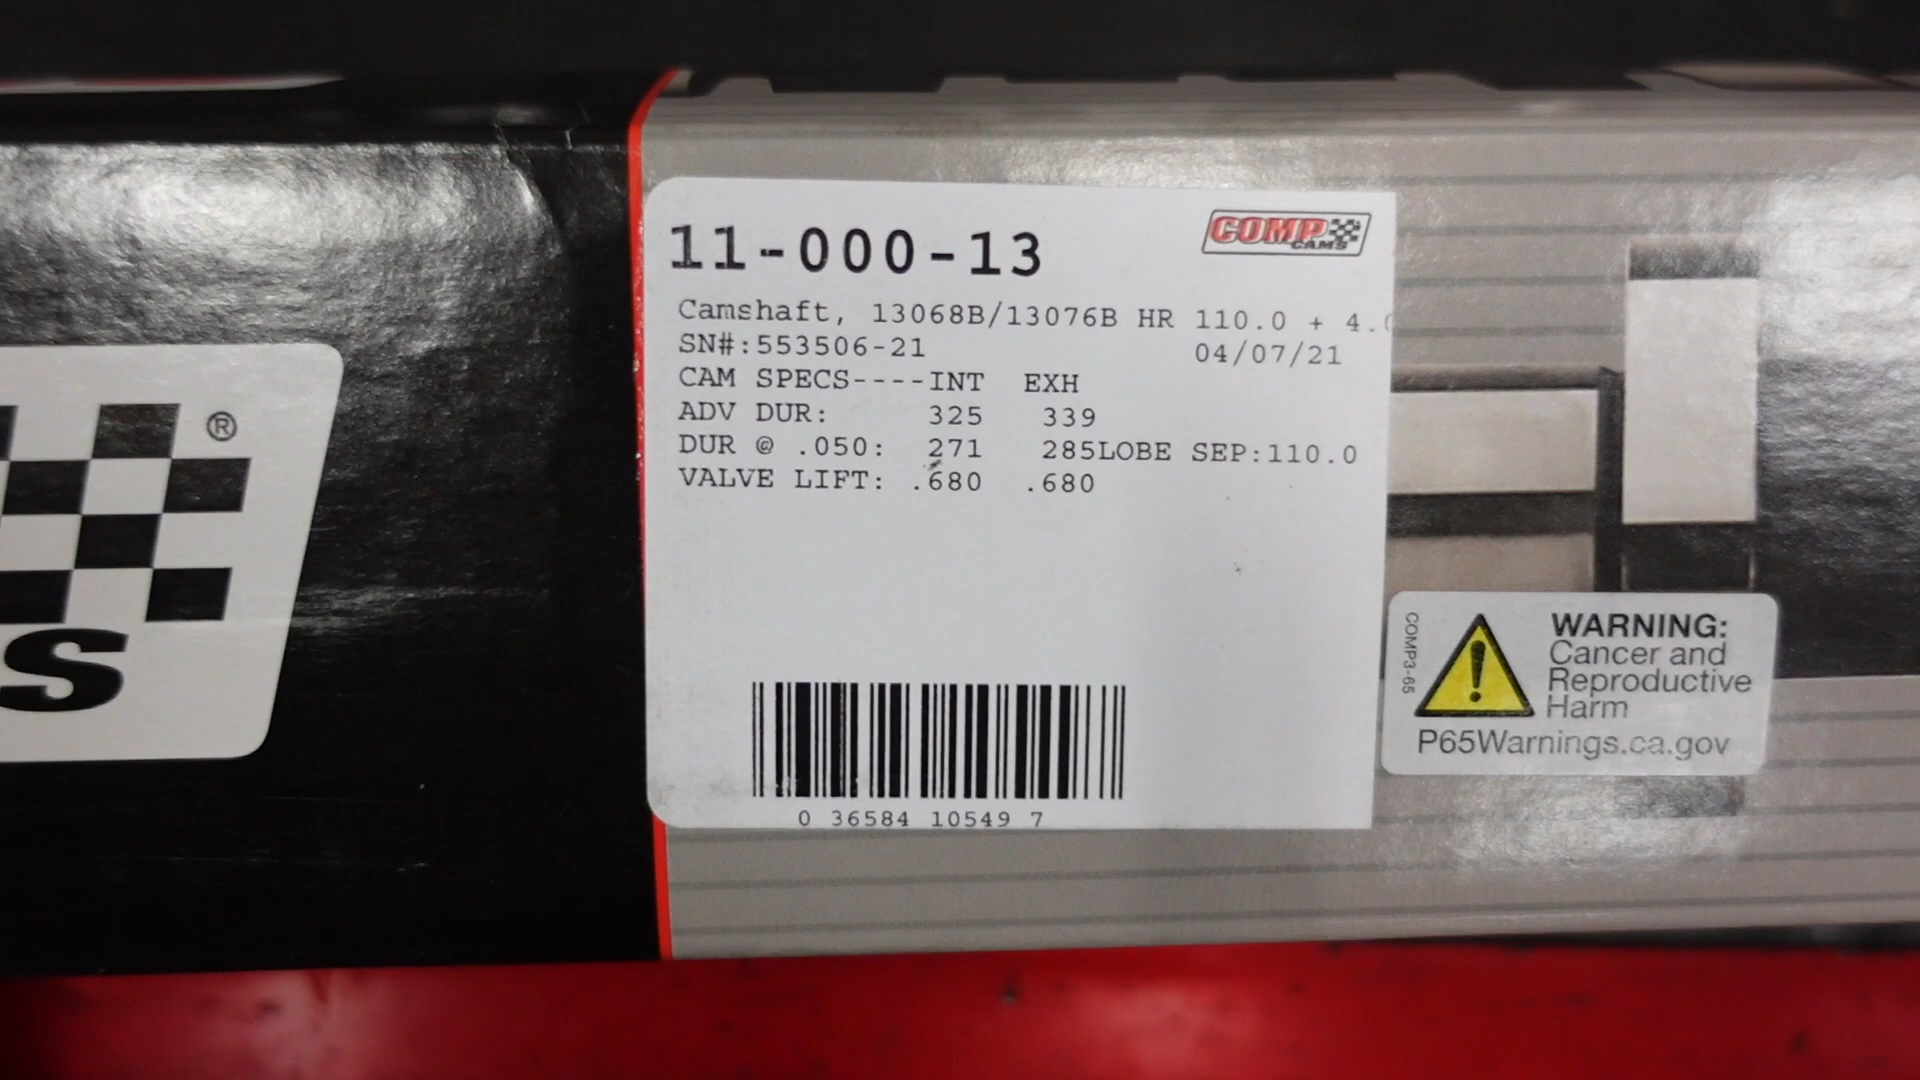 11-000-13
COMP
CAMS
Camshaft, 13068B/13076B HR 110.0 + 4.
SN#:553506-21 04/07/21
CAM SPECS----INT EXH
ADV DUR: 325 339
DUR @ .050: 271 285LOBE SEP:110.0
VALVE LIFT: .680 .680
0 36584 10549 7
®
S
COMP3-65
WARNING:
Cancer and
Reproductive
Harm
P65Warnings.ca.gov